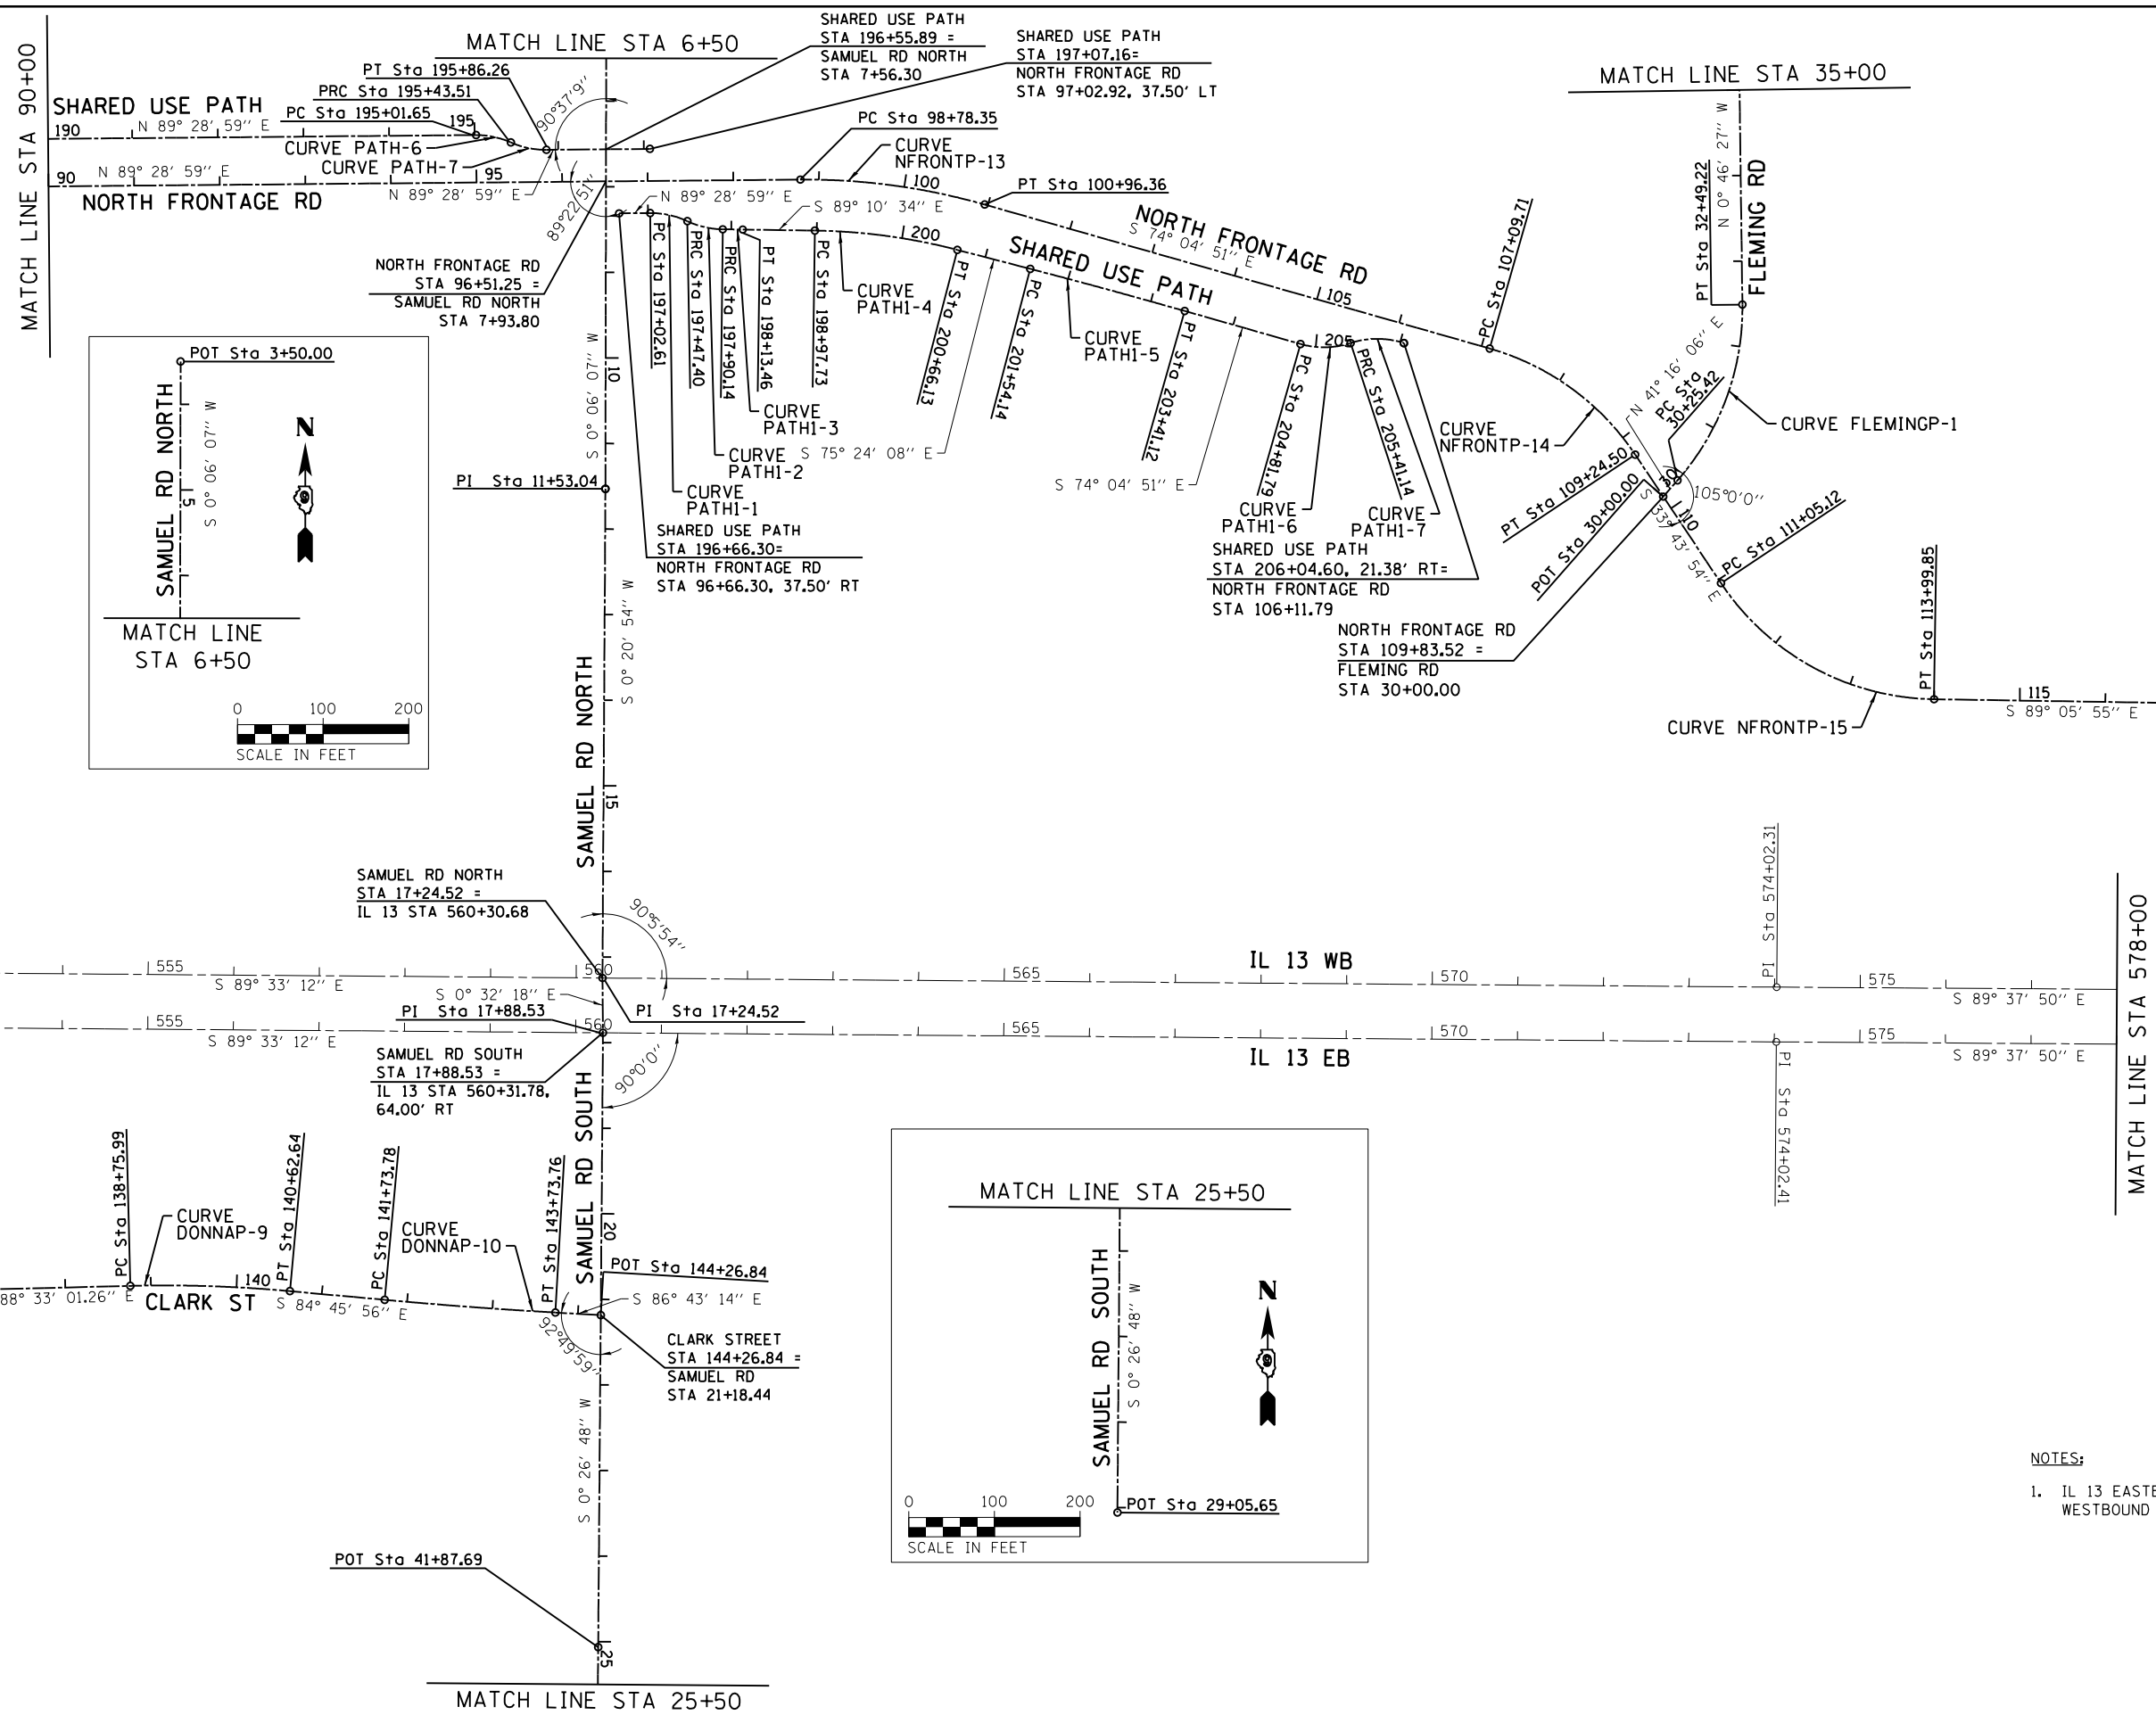 MATCH LINE STA 90+00
SHARED USE PATH
190
N 89° 28' 59'' E
195
PT Sta 195+86.26
PRC Sta 195+43.51
PC Sta 195+01.65
CURVE PATH-6
CURVE PATH-7
90
N 89° 28' 59'' E
95
N 89° 28' 59'' E
NORTH FRONTAGE RD
MATCH LINE STA 6+50
90°37'9''
89°22'51''
SHARED USE PATH
STA 196+55.89 =
SAMUEL RD NORTH
STA 7+56.30
SHARED USE PATH
STA 197+07.16=
NORTH FRONTAGE RD
STA 97+02.92, 37.50' LT
PC Sta 98+78.35
CURVE
NFRONTP-13
100
PT Sta 100+96.36
N 89° 28' 59'' E
S 89° 10' 34'' E
200
NORTH FRONTAGE RD
S 74° 04' 51'' E
SHARED USE PATH
105
205
PC Sta 107+09.71
NORTH FRONTAGE RD
STA 96+51.25 =
SAMUEL RD NORTH
STA 7+93.80
PC Sta 197+02.61
PRC Sta 197+47.40
PRC Sta 197+90.14
PT Sta 198+13.46
PC Sta 198+97.73
CURVE
PATH1-4
PT Sta 200+66.13
PC Sta 201+54.14
CURVE
PATH1-5
PT Sta 203+41.12
PC Sta 204+81.79
PRC Sta 205+41.14
CURVE
PATH1-3
CURVE
PATH1-2
CURVE
PATH1-1
S 75° 24' 08'' E
S 74° 04' 51'' E
CURVE
PATH1-6
CURVE
PATH1-7
SHARED USE PATH
STA 196+66.30=
NORTH FRONTAGE RD
STA 96+66.30, 37.50' RT
SHARED USE PATH
STA 206+04.60, 21.38' RT=
NORTH FRONTAGE RD
STA 106+11.79
NORTH FRONTAGE RD
STA 109+83.52 =
FLEMING RD
STA 30+00.00
MATCH LINE STA 35+00
N 0° 46' 27'' W
FLEMING RD
PT Sta 32+49.22
N 41° 16' 06'' E
PC Sta
30+25.42
CURVE FLEMINGP-1
CURVE
NFRONTP-14
PT Sta 109+24.50
30
105°0'0''
POT Sta 30+00.00
110
S 33° 43' 54'' E
PC Sta 111+05.12
PT Sta 113+99.85
115
S 89° 05' 55'' E
CURVE NFRONTP-15
POT Sta 3+50.00
SAMUEL RD NORTH
5
S 0° 06' 07'' W
N
MATCH LINE
STA 6+50
0 100 200
SCALE IN FEET
S 0° 06' 07'' W
10
PI Sta 11+53.04
S 0° 20' 54'' W
SAMUEL RD NORTH
15
SAMUEL RD NORTH
STA 17+24.52 =
IL 13 STA 560+30.68
90°5'54''
555
S 89° 33' 12'' E
560
565
IL 13 WB
570
PI Sta 574+02.31
575
S 89° 37' 50'' E
MATCH LINE STA 578+00
S 0° 32' 18'' E
PI Sta 17+88.53
PI Sta 17+24.52
555
S 89° 33' 12'' E
560
565
IL 13 EB
570
PI Sta 574+02.41
575
S 89° 37' 50'' E
SAMUEL RD SOUTH
STA 17+88.53 =
IL 13 STA 560+31.78,
64.00' RT
90°0'0''
SAMUEL RD SOUTH
20
PC Sta 138+75.99
CURVE
DONNAP-9
PT Sta 140+62.64
PC Sta 141+73.78
CURVE
DONNAP-10
PT Sta 143+73.76
POT Sta 144+26.84
88° 33' 01.26'' E
CLARK ST
140
S 84° 45' 56'' E
S 86° 43' 14'' E
92°49'59''
CLARK STREET
STA 144+26.84 =
SAMUEL RD
STA 21+18.44
S 0° 26' 48'' W
POT Sta 41+87.69
25
MATCH LINE STA 25+50
MATCH LINE STA 25+50
SAMUEL RD SOUTH
S 0° 26' 48'' W
N
POT Sta 29+05.65
0 100 200
SCALE IN FEET
NOTES:
1. IL 13 EASTE
WESTBOUND